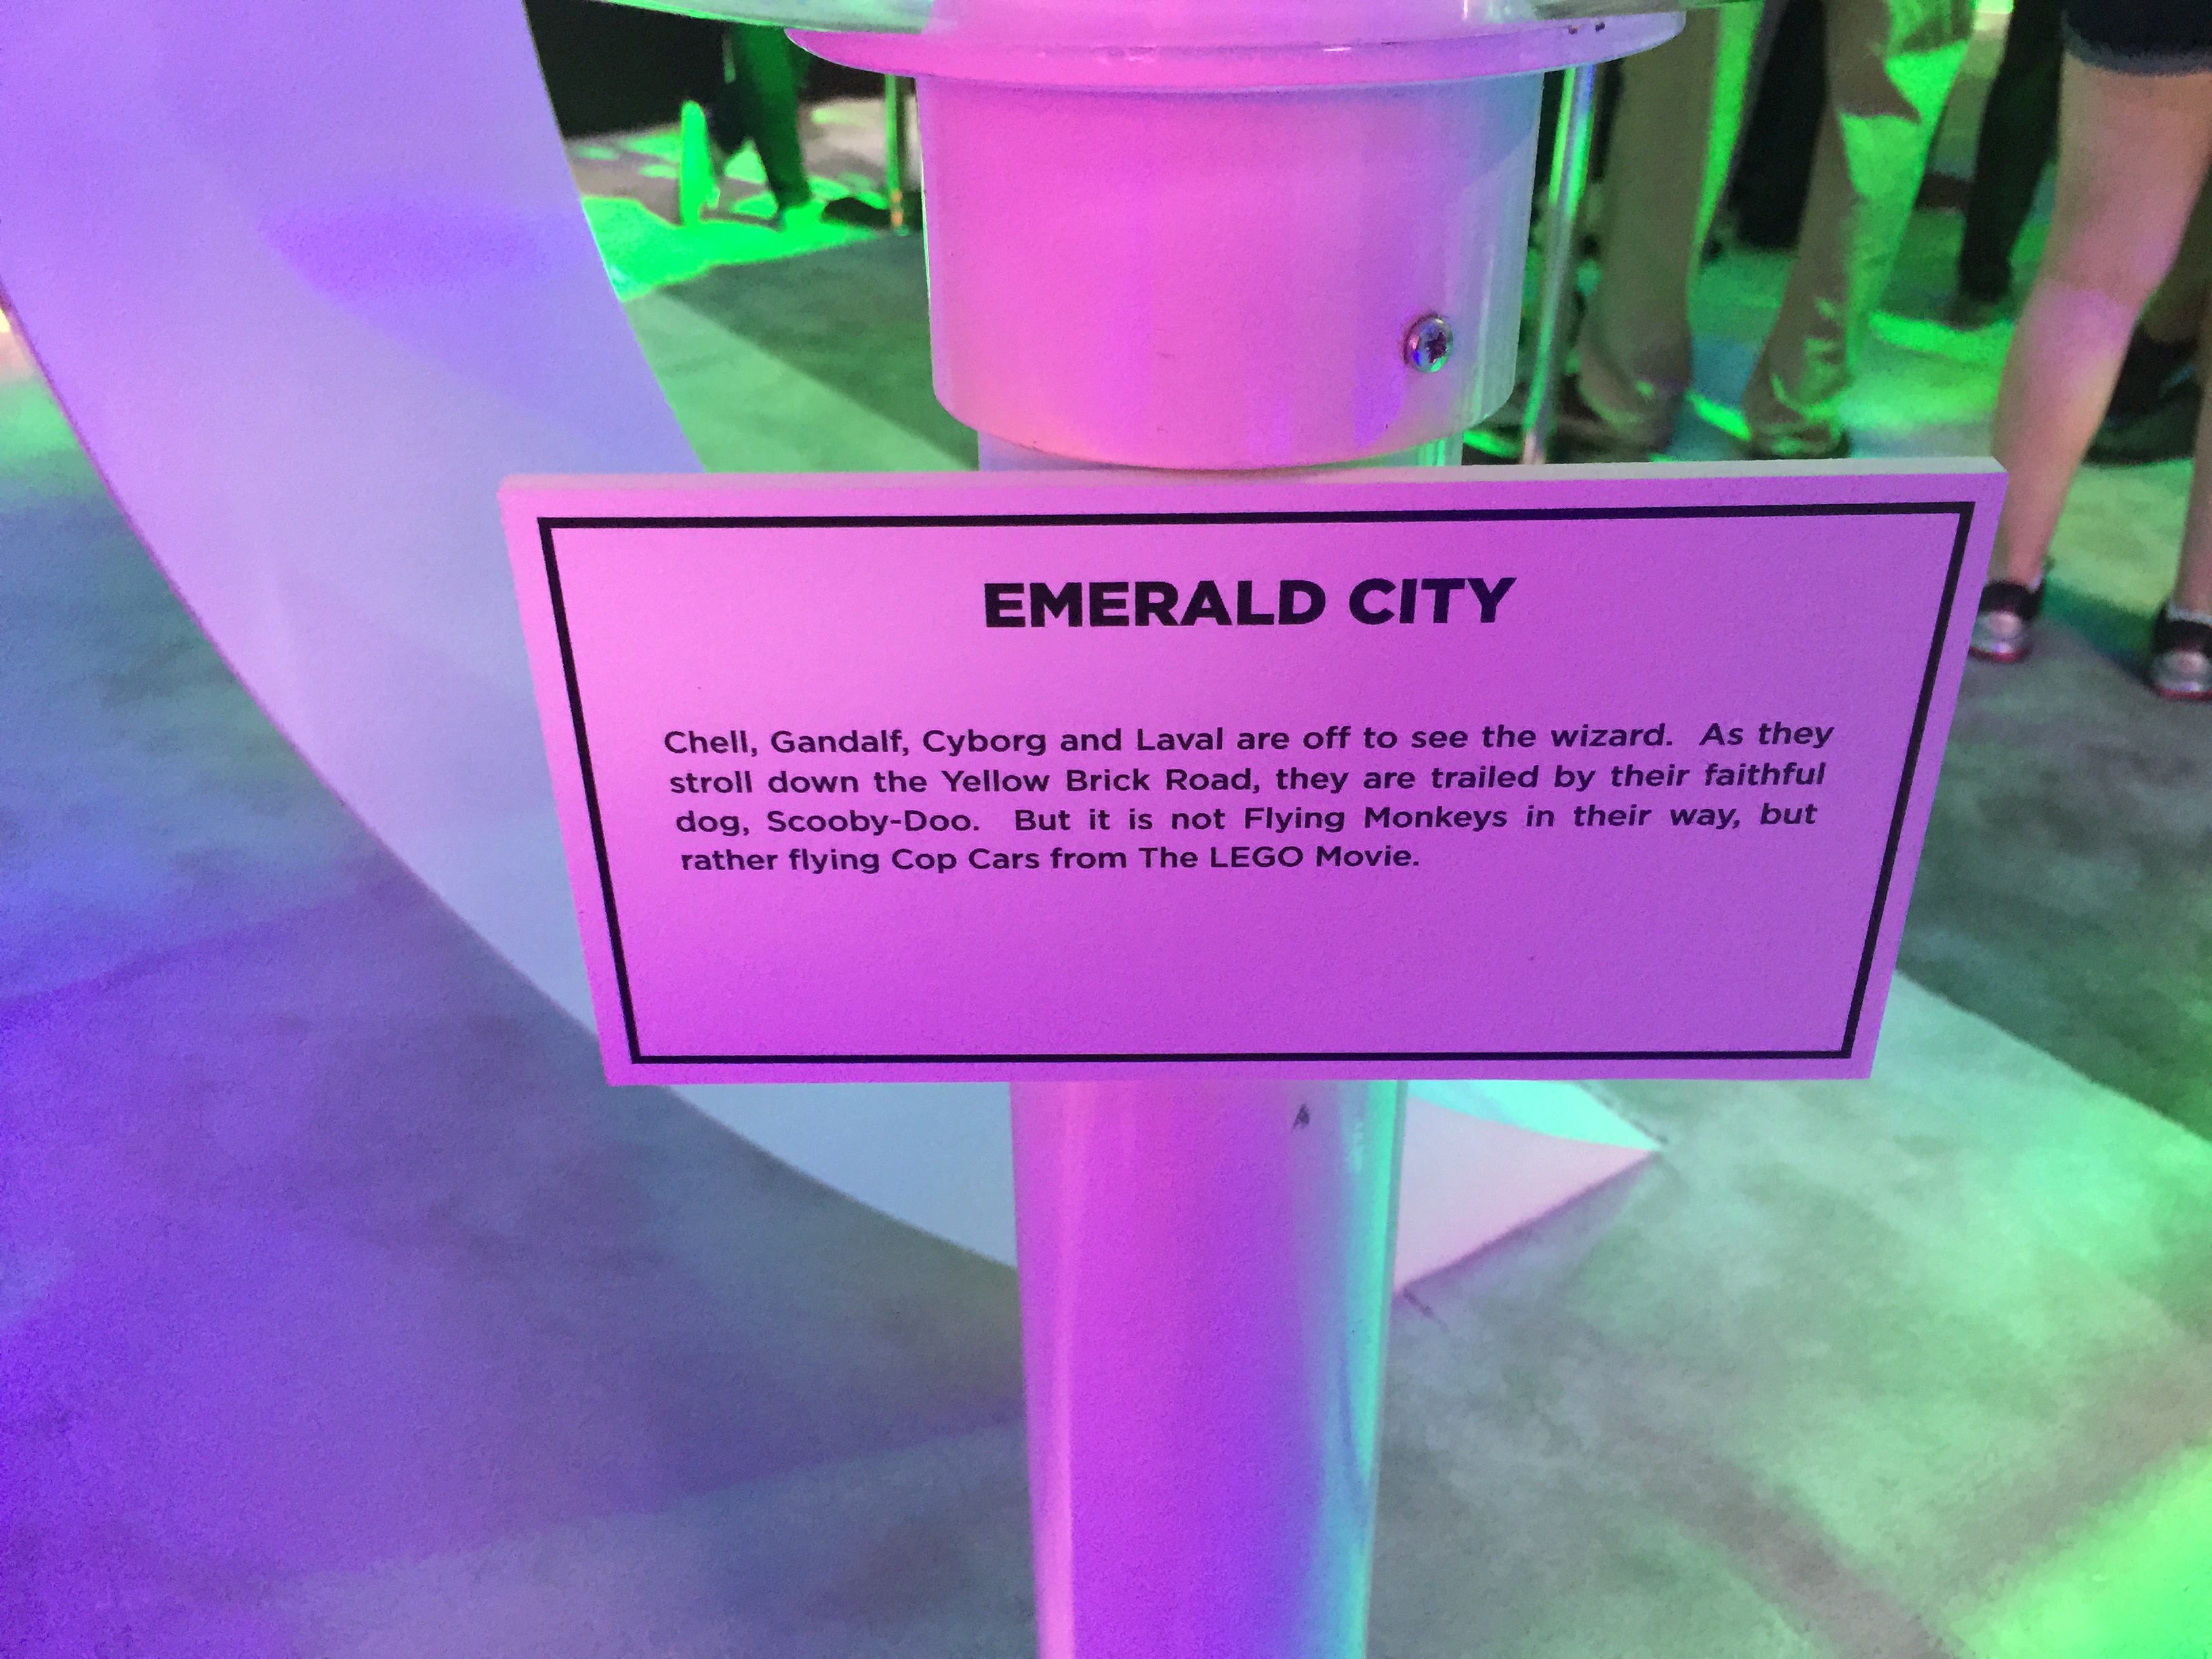 EMERALD CITY
Chell, Gandalf, Cyborg and Laval are off to see the wizard. As they
stroll down the Yellow Brick Road, they are trailed by their faithful
dog, Scooby-Doo. But it is not Flying Monkeys in their way, but
rather flying Cop Cars from The LEGO Movie.